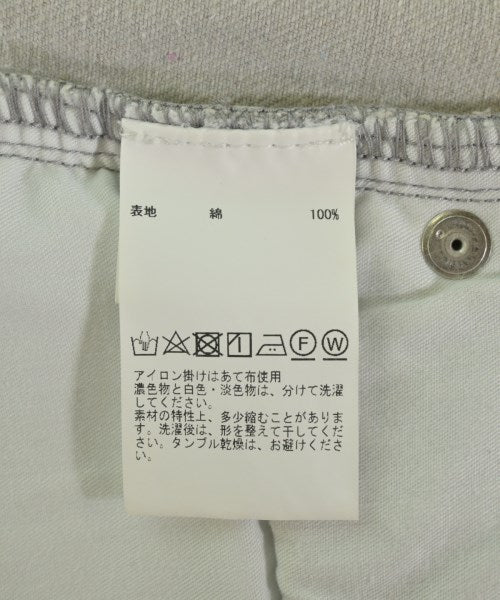 表地 綿 100%
F W
アイロン掛けはあて布使用
濃色物と白色・淡色物は、分けて洗濯
してください。
素材の特性上、多少縮むことがありま
す。洗濯後は、形を整えて干してくださ
い。タンブル乾燥は、お避けくださ
い。